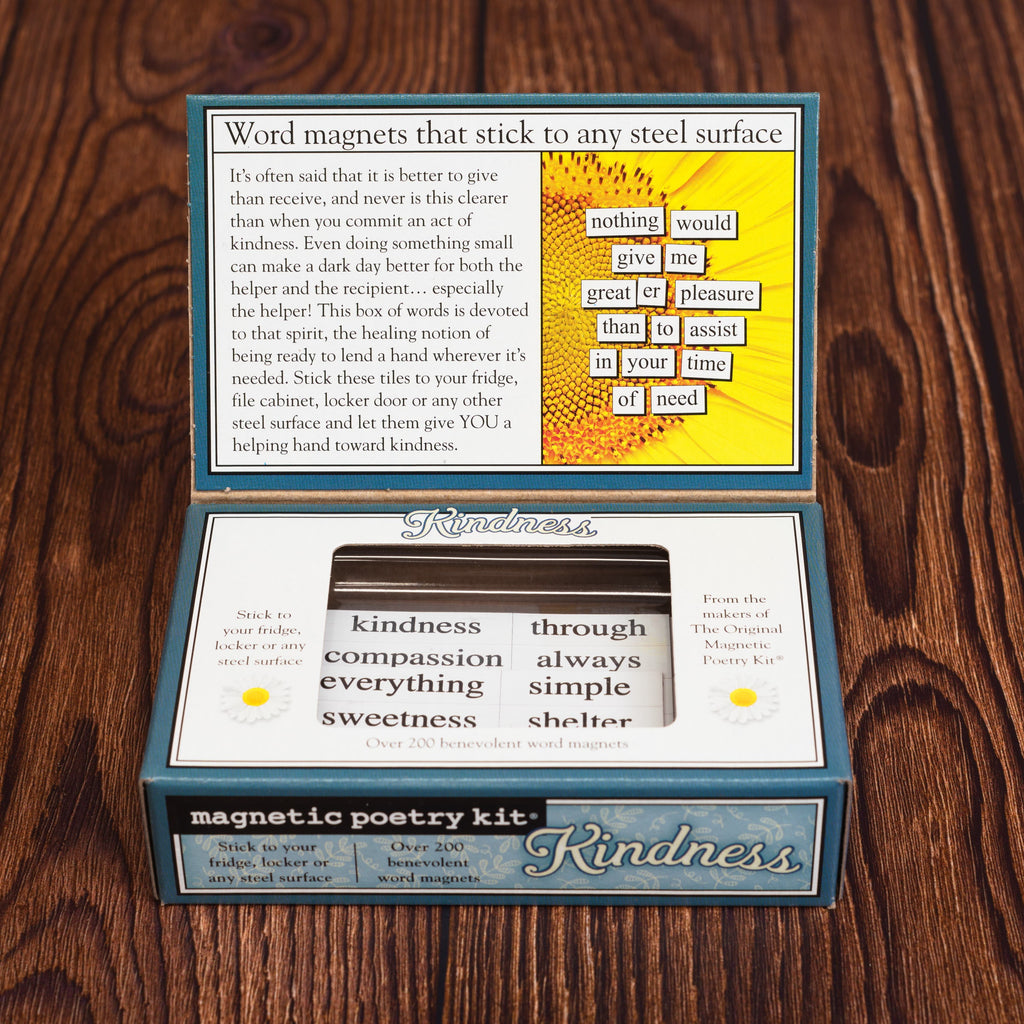 Word magnets that stick to any steel surface
It's often said that it is better to give
than receive, and never is this clearer
than when you commit an act of
kindness. Even doing something small
can make a dark day better for both the
helper and the recipient... especially
the helper! This box of words is devoted
to that spirit, the healing notion of
being ready to lend a hand wherever it's
needed. Stick these tiles to your fridge,
file cabinet, locker door or any other
steel surface and let them give YOU a
helping hand toward kindness.
nothing would
give me
great er pleasure
than to assist
in your time
of need
Kindness
Stick to
your fridge,
locker or any
steel surface
kindness through
compassion always
everything simple
sweetness shelter
From the
makers of
The Original
Magnetic
Poetry Kit®
Over 200 benevolent word magnets
magnetic poetry kit®
Stick to your
fridge, locker or
any steel surface
Over 200
benevolent
word magnets
Kindness